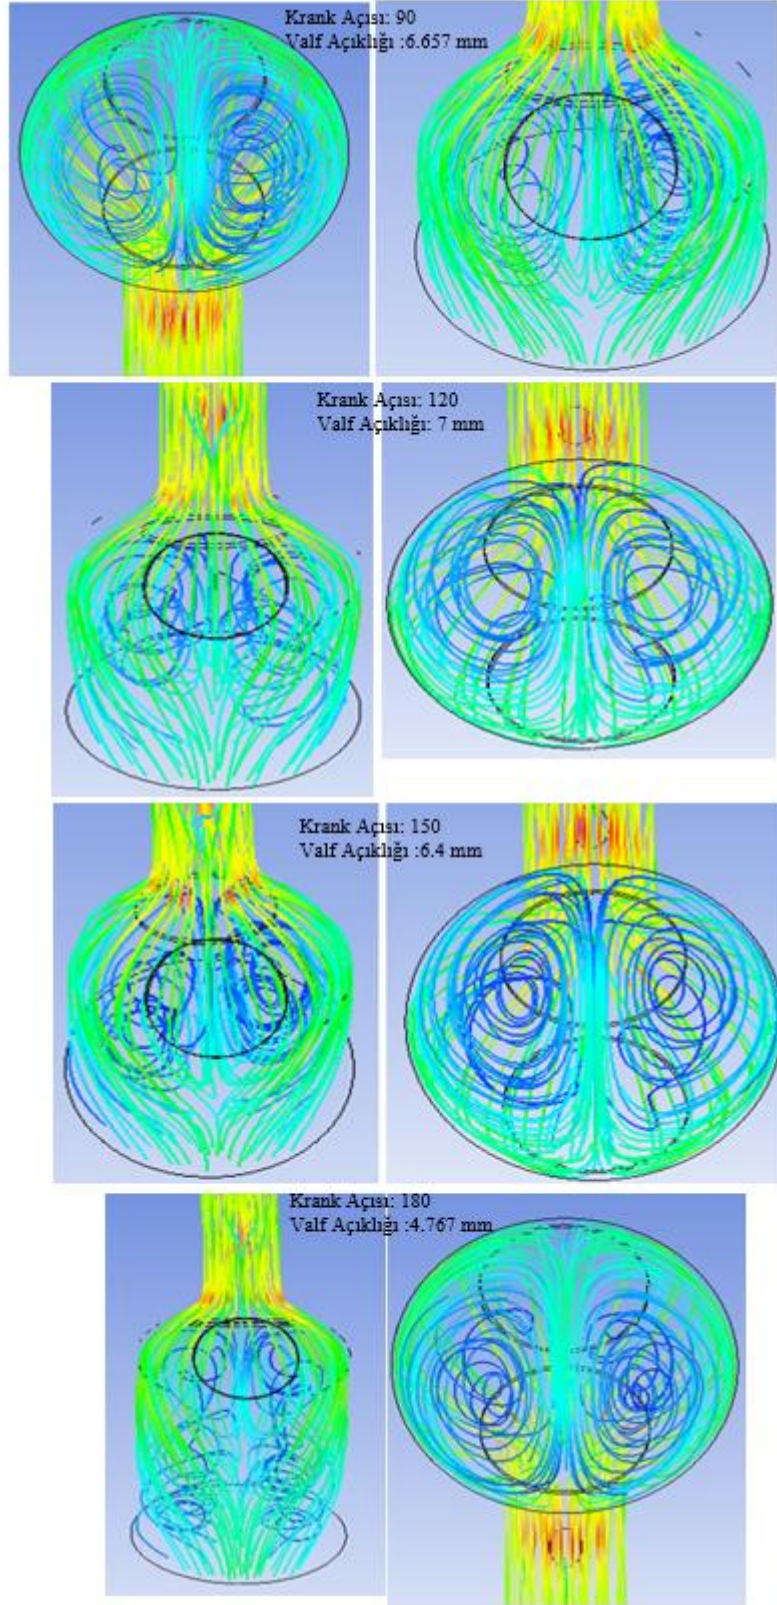 Krank Açısı: 90
Valf Açıklığı :6.657 mm
Krank Açısı: 120
Valf Açıklığı: 7 mm
Krank Açısı: 150
Valf Açıklığı :6.4 mm
Krank Açısı: 180
Valf Açıklığı :4.767 mm